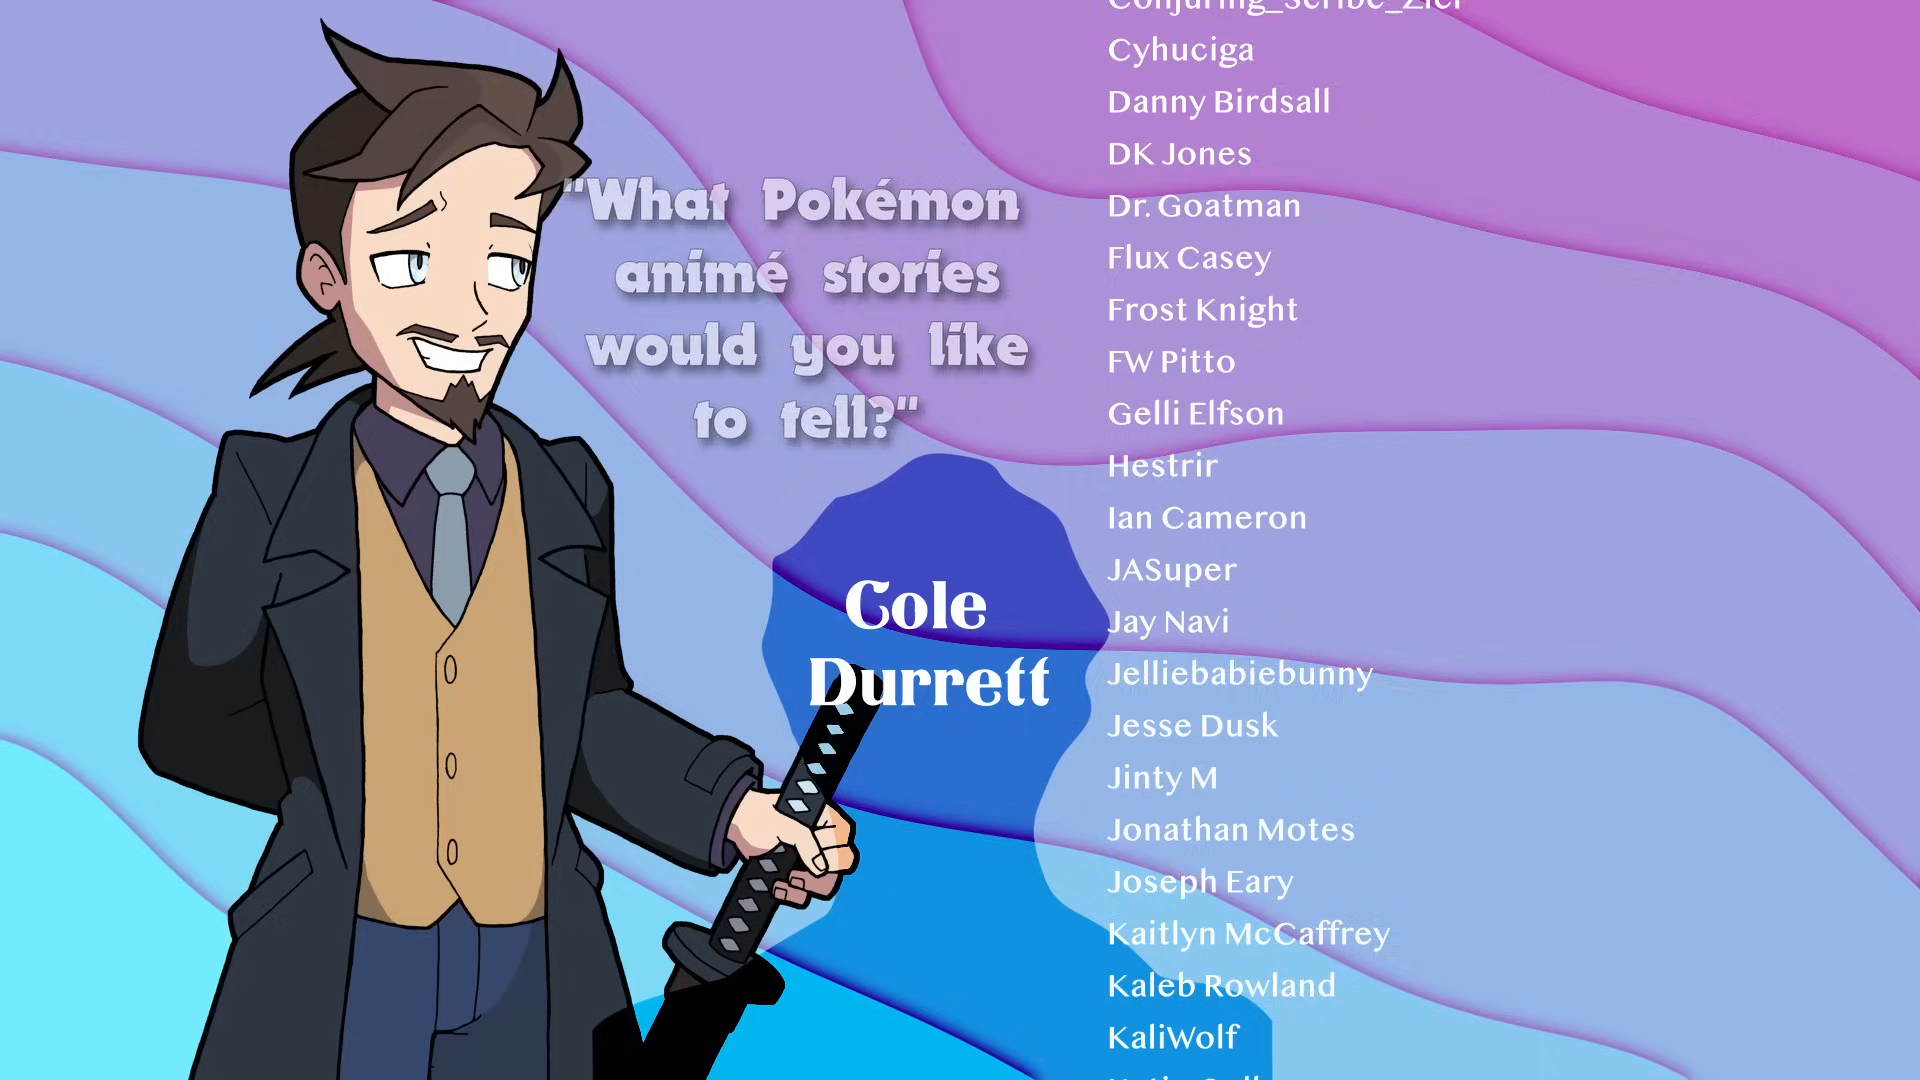 "What Pokémon
animé stories
would you like
to tell?"
Cole
Durrett
Cyhuciga
Danny Birdsall
DK Jones
Dr. Goatman
Flux Casey
Frost Knight
FW Pitto
Gelli Elfson
Hestrir
Ian Cameron
JASuper
Jay Navi
Jelliebabiebunny
Jesse Dusk
Jinty M
Jonathan Motes
Joseph Eary
Kaitlyn McCaffrey
Kaleb Rowland
KaliWolf